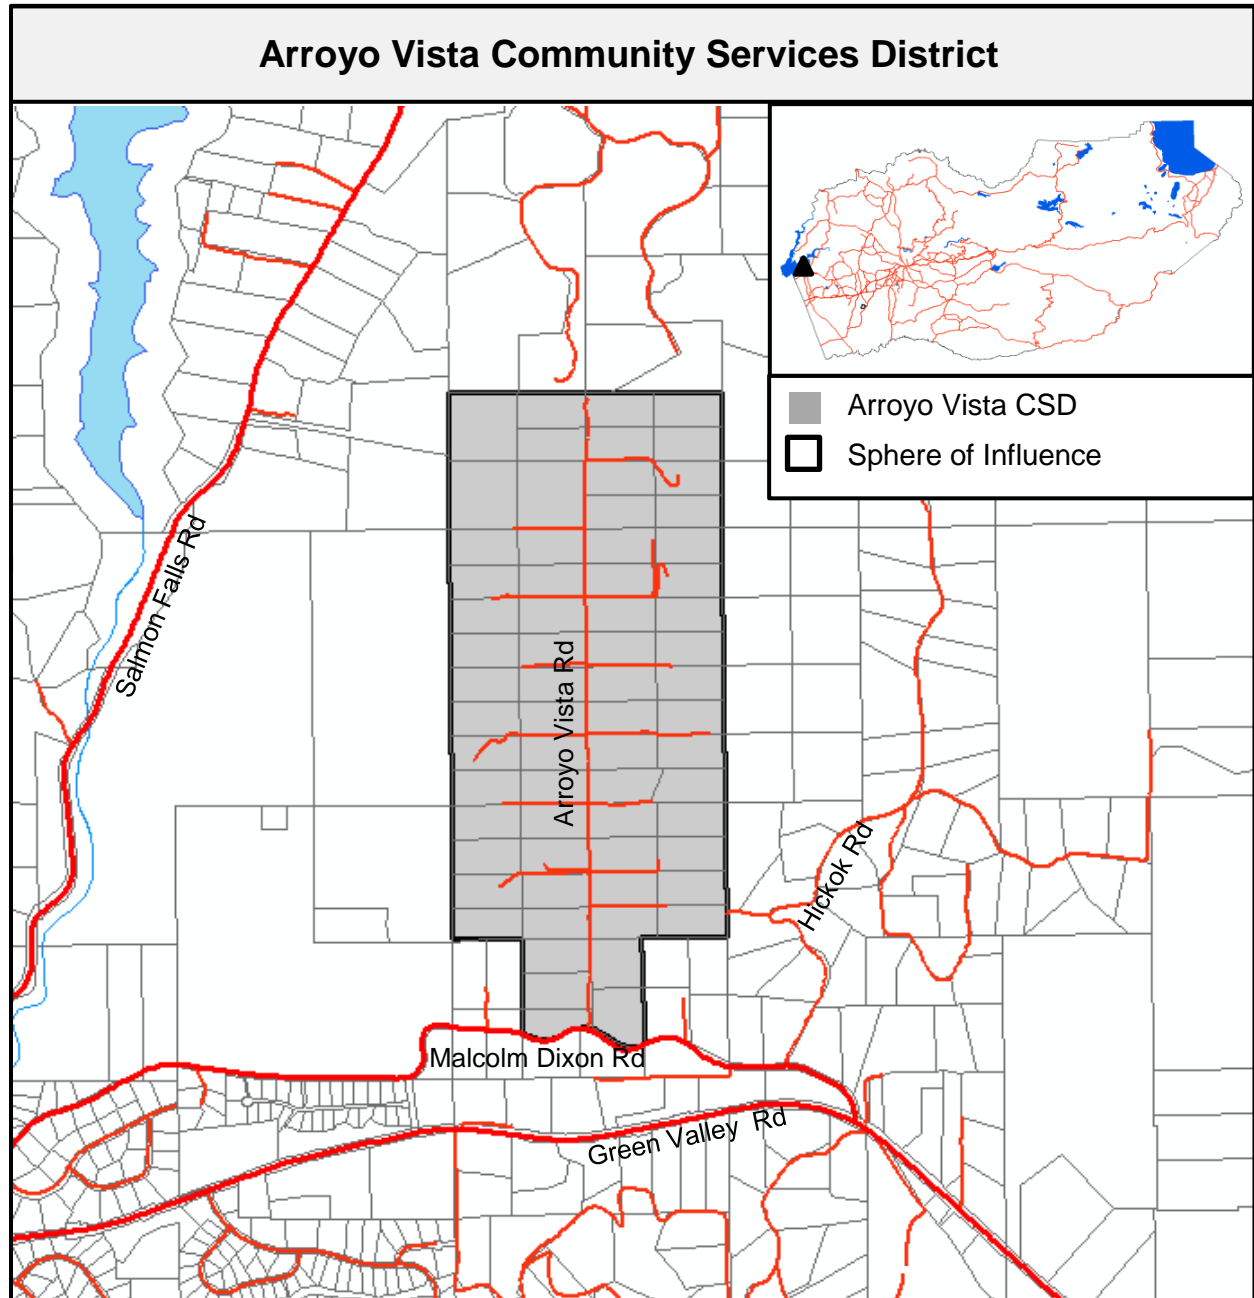 Arroyo Vista Community Services District
Arroyo Vista CSD
Sphere of Influence
Salmon Falls Rd
Arroyo Vista Rd
Hickok Rd
Malcolm Dixon Rd
Green Valley Rd